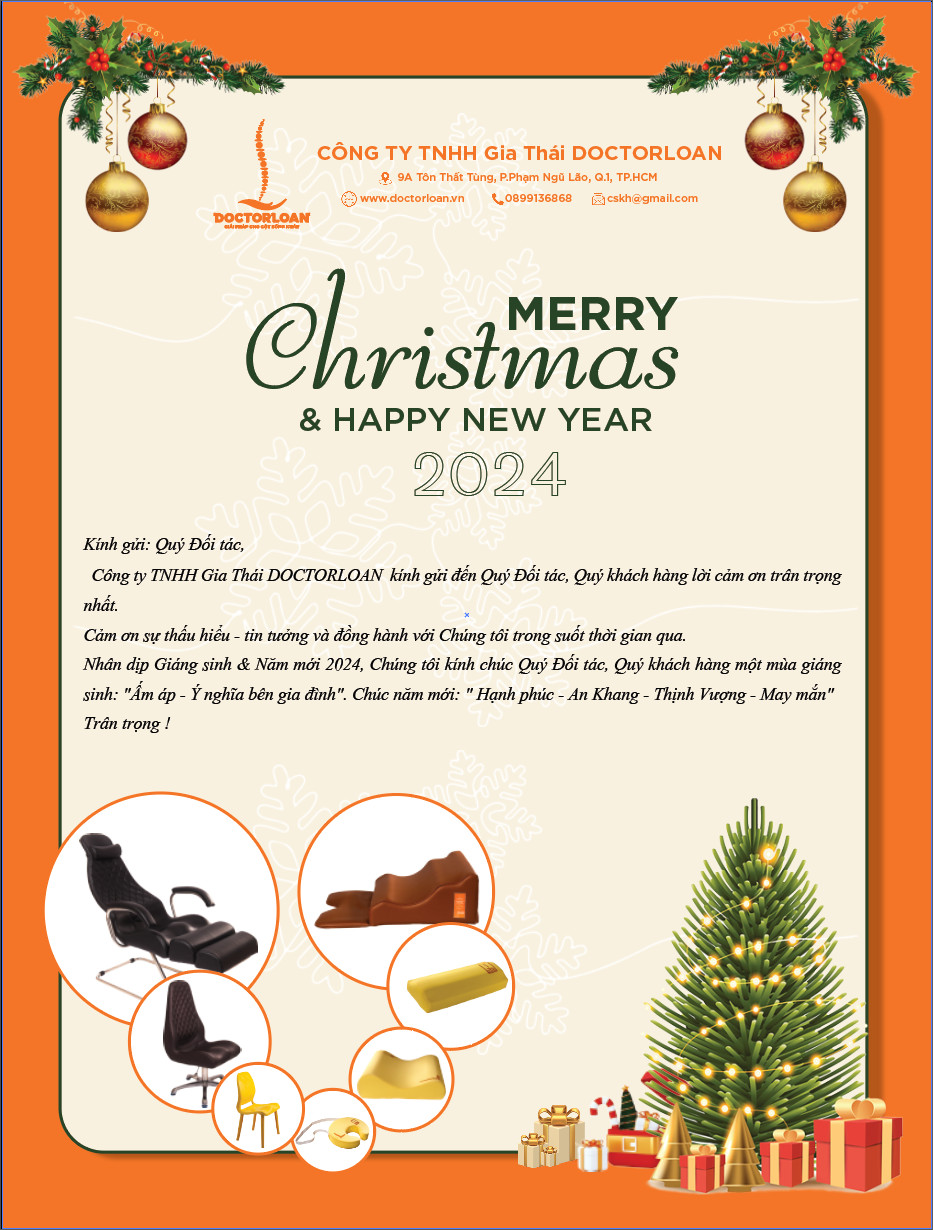 CÔNG TY TNHH Gia Thái DOCTORLOAN
9A Tôn Thất Tùng, P.Phạm Ngũ Lão, Q.1, TP.HCM
www.doctorloan.vn 0899136868 cskh@gmail.com
DOCTORLOAN
GIẢI PHÁP CHO CỘT SỐNG KHỎE
MERRY
Christmas
& HAPPY NEW YEAR
2024
Kính gửi: Quý Đối tác,
Công ty TNHH Gia Thái DOCTORLOAN kính gửi đến Quý Đối tác, Quý khách hàng lời cảm ơn trân trọng
nhất.
Cảm ơn sự thấu hiểu - tin tưởng và đồng hành với Chúng tôi trong suốt thời gian qua.
Nhân dịp Giáng sinh & Năm mới 2024, Chúng tôi kính chúc Quý Đối tác, Quý khách hàng một mùa giáng
sinh: "Ấm áp - Ý nghĩa bên gia đình". Chúc năm mới: " Hạnh phúc - An Khang - Thịnh Vượng - May mắn"
Trân trọng !